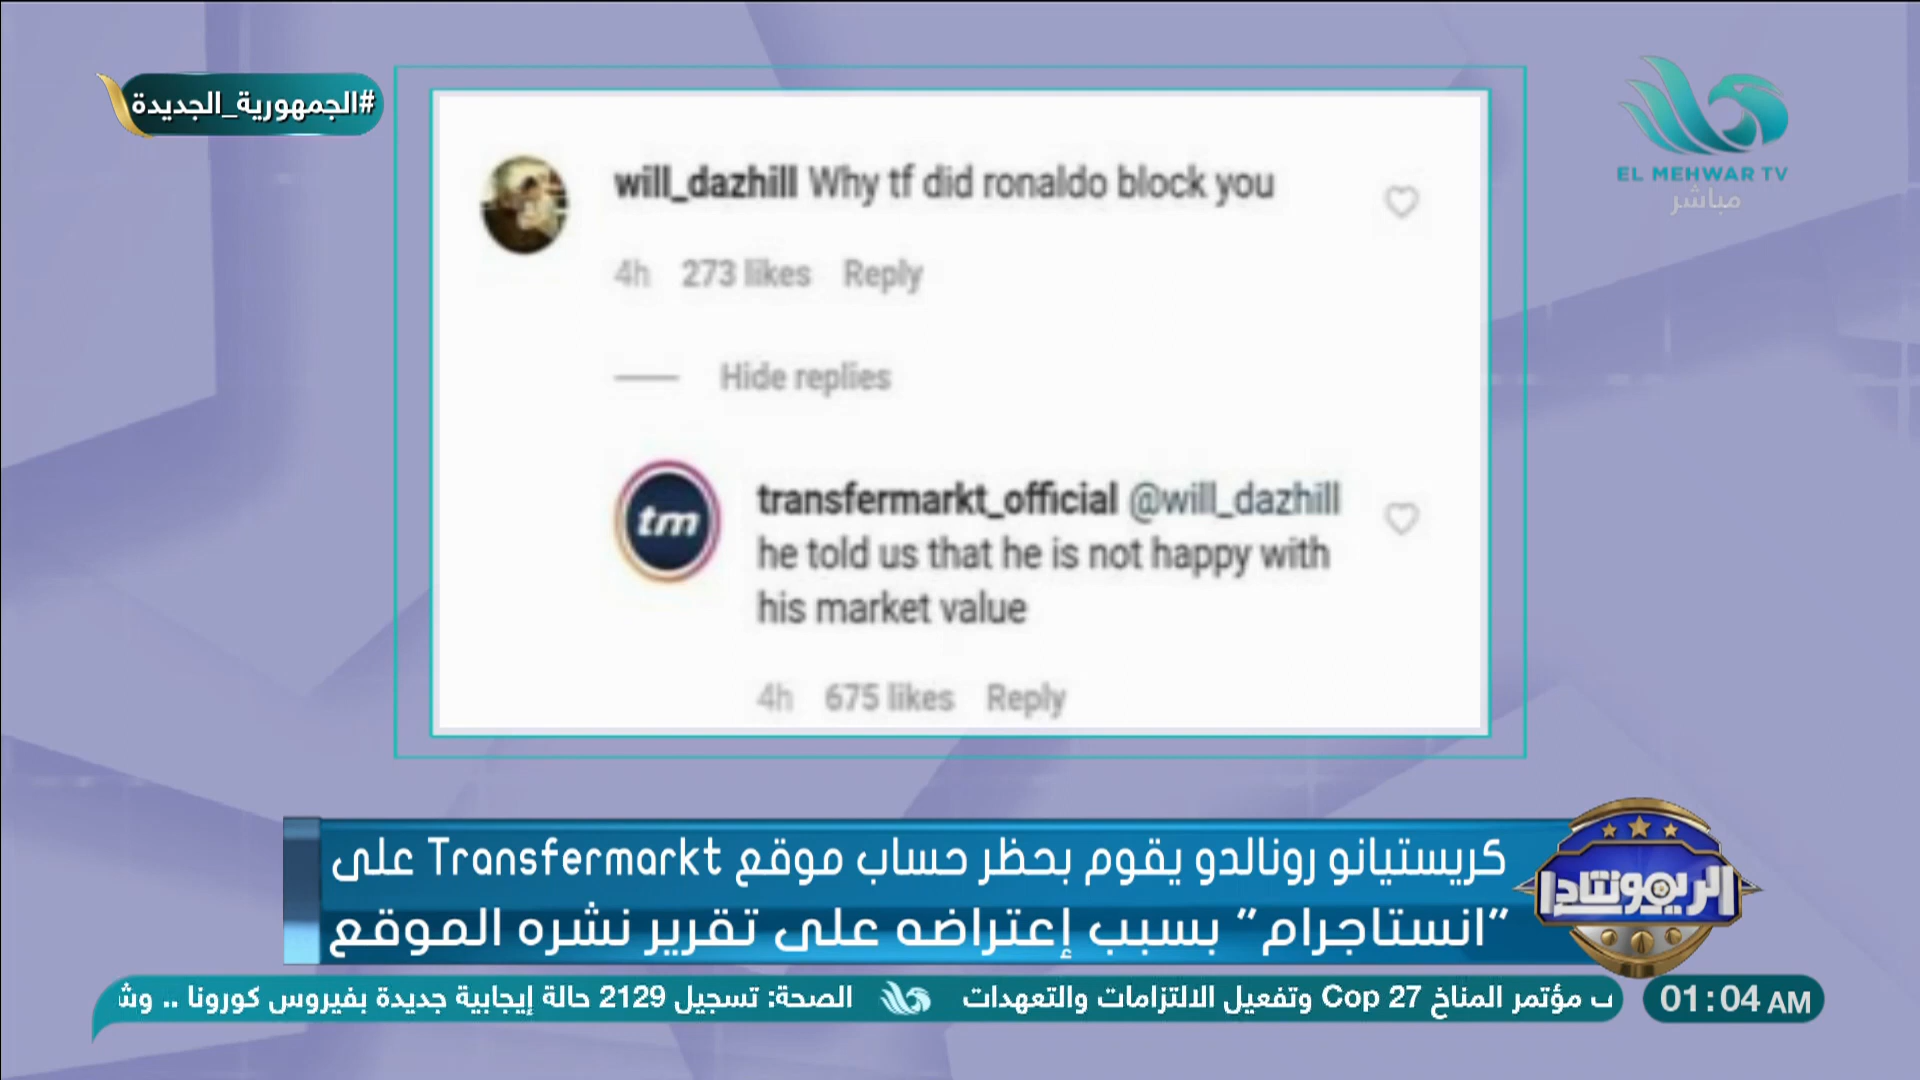 #الجمهورية_الجديدة
EL MEHWAR TV
مباشر
will_dazhill Why tf did ronaldo block you
4h 273 likes Reply
Hide replies
tm
transfermarkt_official @will_dazhill
he told us that he is not happy with
his market value
4h 675 likes Reply
كريستيانو رونالدو يقوم بحظر حساب موقع Transfermarkt على
"انستاجرام" بسبب إعتراضه على تقرير نشره الموقع
الريمونتادا
ب مؤتمر المناخ Cop 27 وتفعيل الالتزامات والتعهدات
الصحة: تسجيل 2129 حالة إيجابية جديدة بفيروس كورونا .. وش
01:04 AM